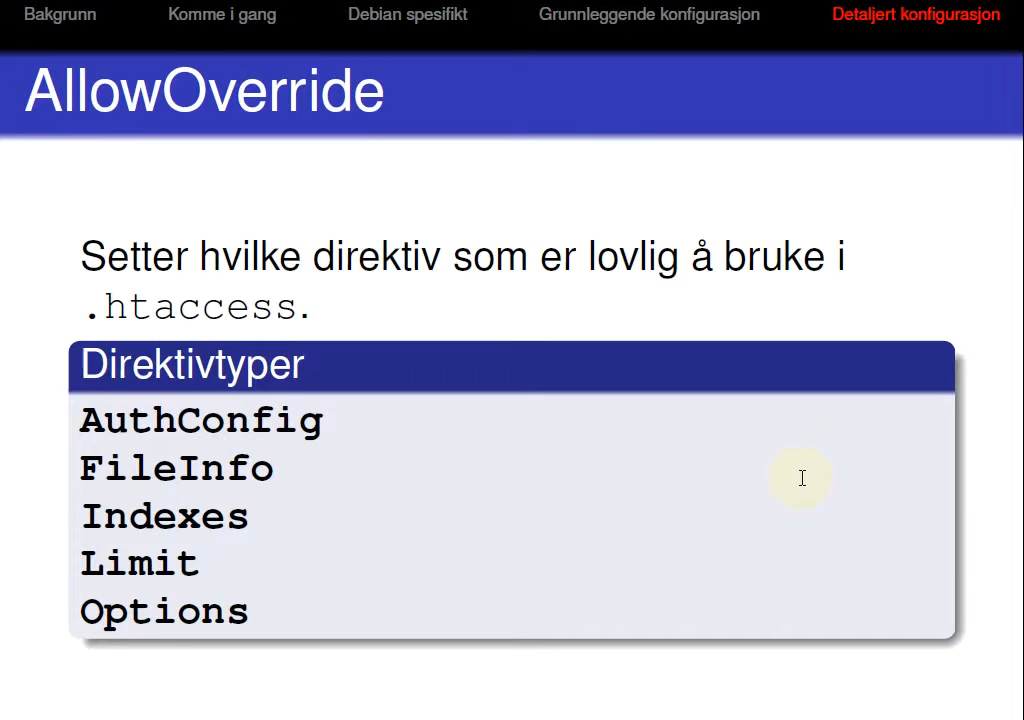 Bakgrunn Komme i gang Debian spesifikt Grunnleggende konfigurasjon Detaljert konfigurasjon
AllowOverride
Setter hvilke direktiv som er lovlig å bruke i
.htaccess.
Direktivtyper
AuthConfig
FileInfo
Indexes
Limit
Options